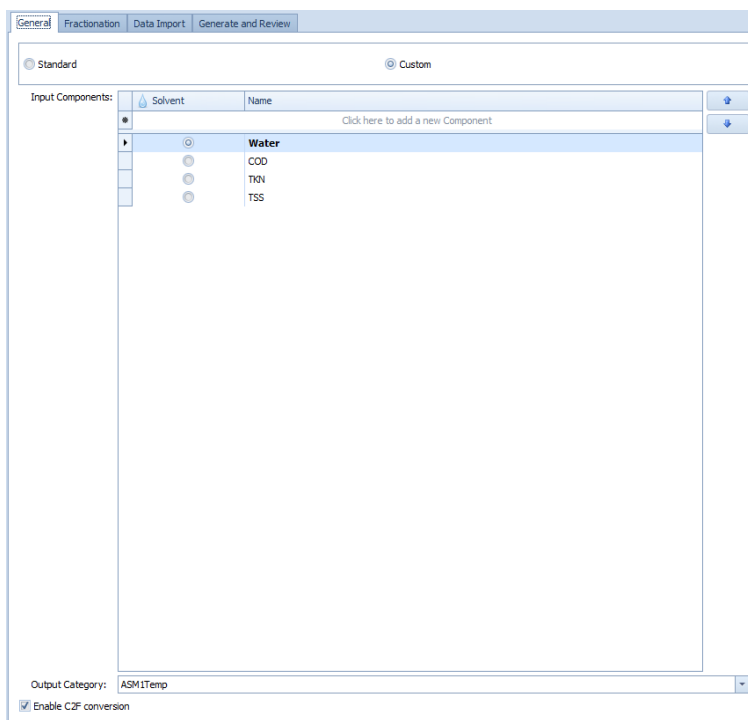 General Fractionation Data Import Generate and Review
Standard Custom
Input Components: Solvent Name
Click here to add a new Component
Water
COD
TKN
TSS
Output Category: ASM1Temp
Enable C2F conversion